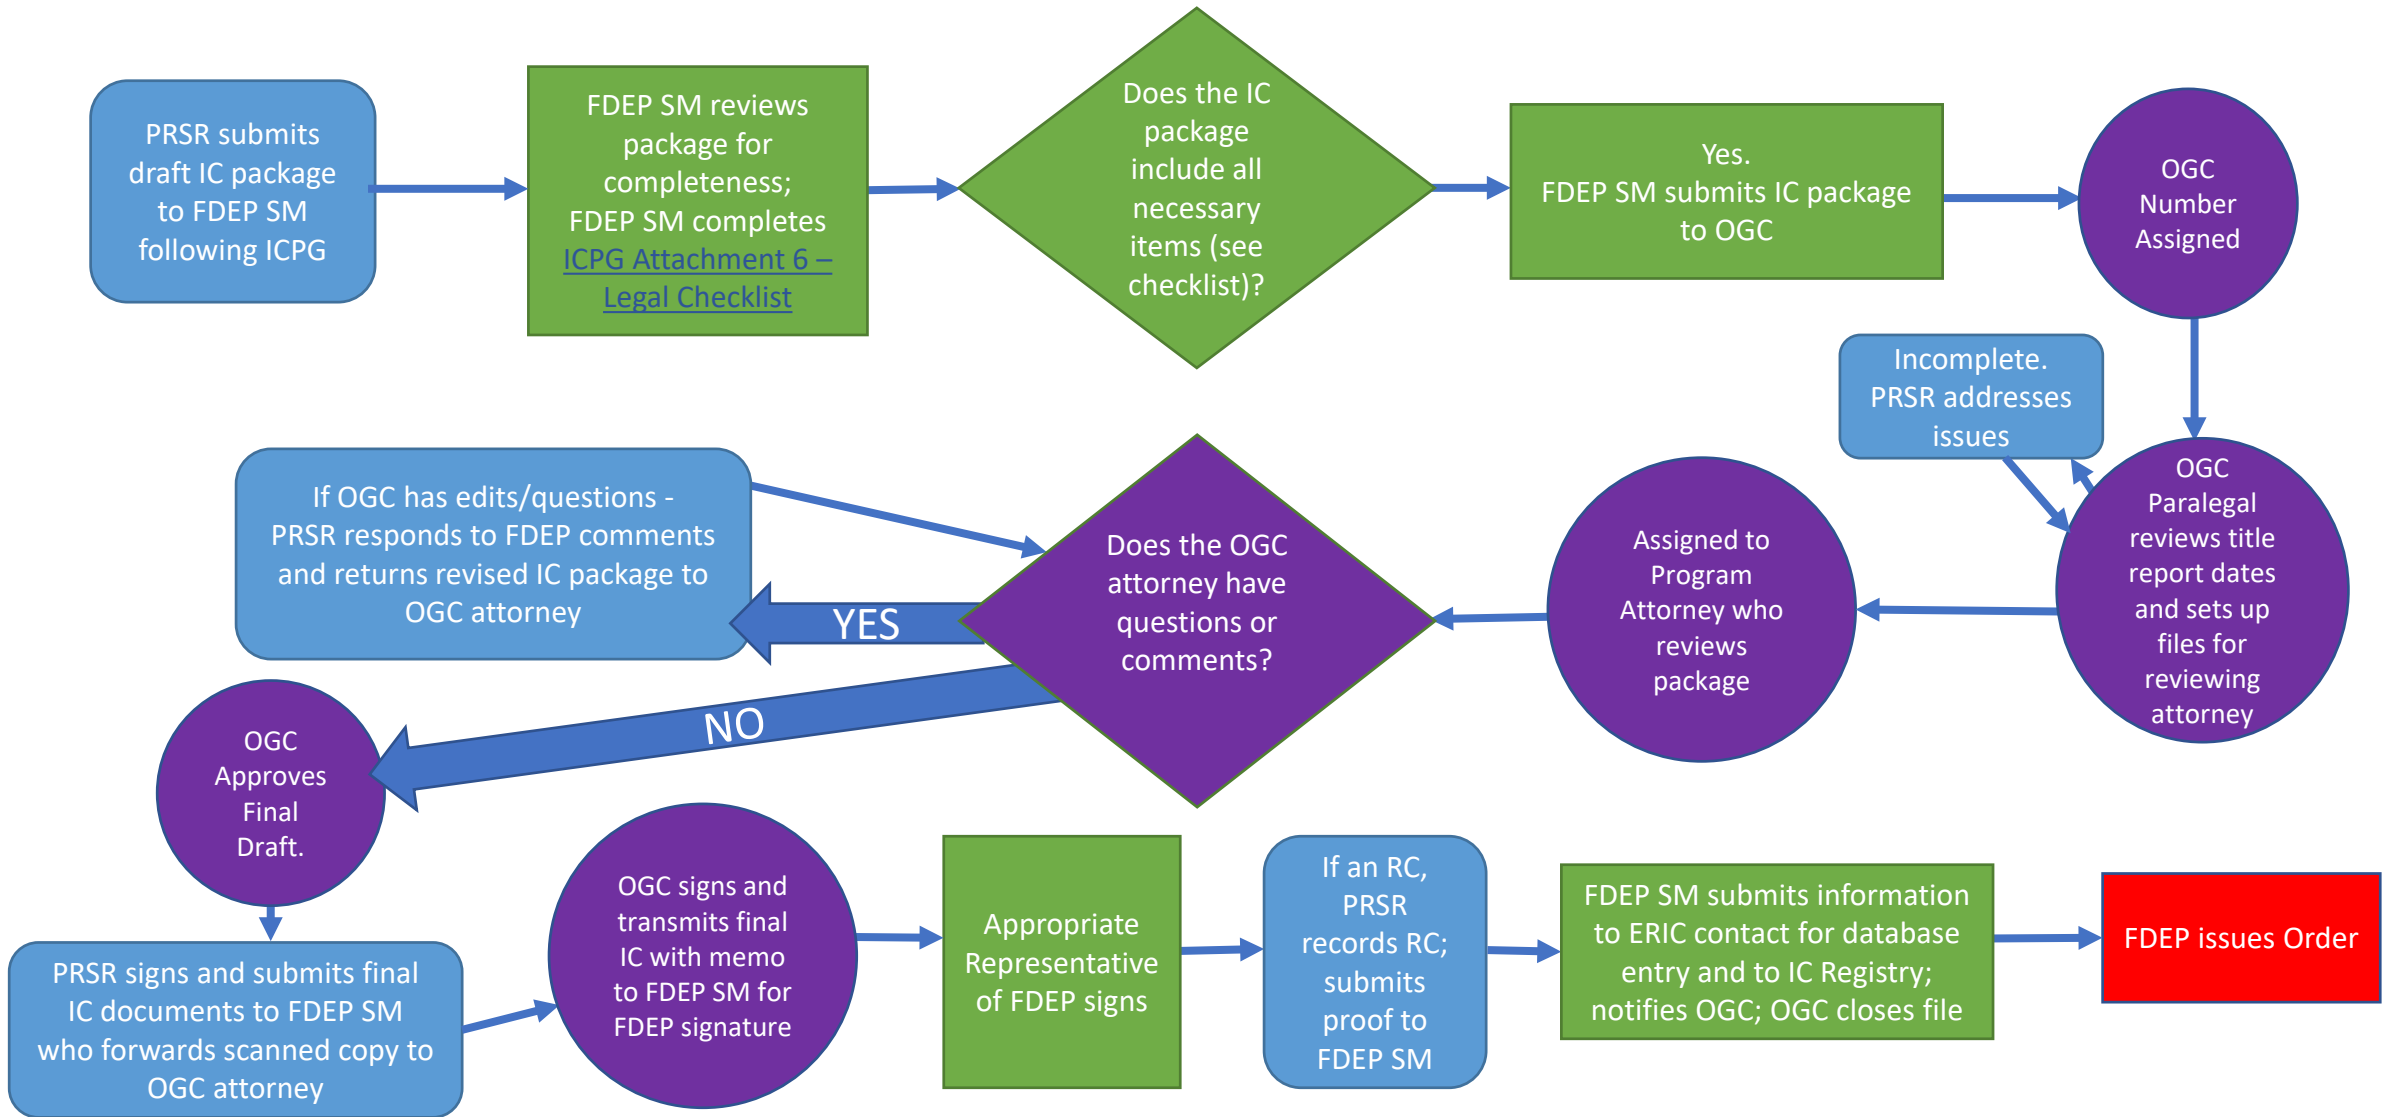 PRSR submits
draft IC package
to FDEP SM
following ICPG
FDEP SM reviews
package for
completeness;
FDEP SM completes
ICPG Attachment 6 –
Legal Checklist
Does the IC
package
include all
necessary
items (see
checklist)?
Yes.
FDEP SM submits IC package
to OGC
OGC
Number
Assigned
Incomplete.
PRSR addresses
issues
OGC
Paralegal
reviews title
report dates
and sets up
files for
reviewing
attorney
Assigned to
Program
Attorney who
reviews
package
Does the OGC
attorney have
questions or
comments?
YES
If OGC has edits/questions -
PRSR responds to FDEP comments
and returns revised IC package to
OGC attorney
NO
OGC
Approves
Final
Draft.
PRSR signs and submits final
IC documents to FDEP SM
who forwards scanned copy to
OGC attorney
OGC signs and
transmits final
IC with memo
to FDEP SM for
FDEP signature
Appropriate
Representative
of FDEP signs
If an RC,
PRSR
records RC;
submits
proof to
FDEP SM
FDEP SM submits information
to ERIC contact for database
entry and to IC Registry;
notifies OGC; OGC closes file
FDEP issues Order